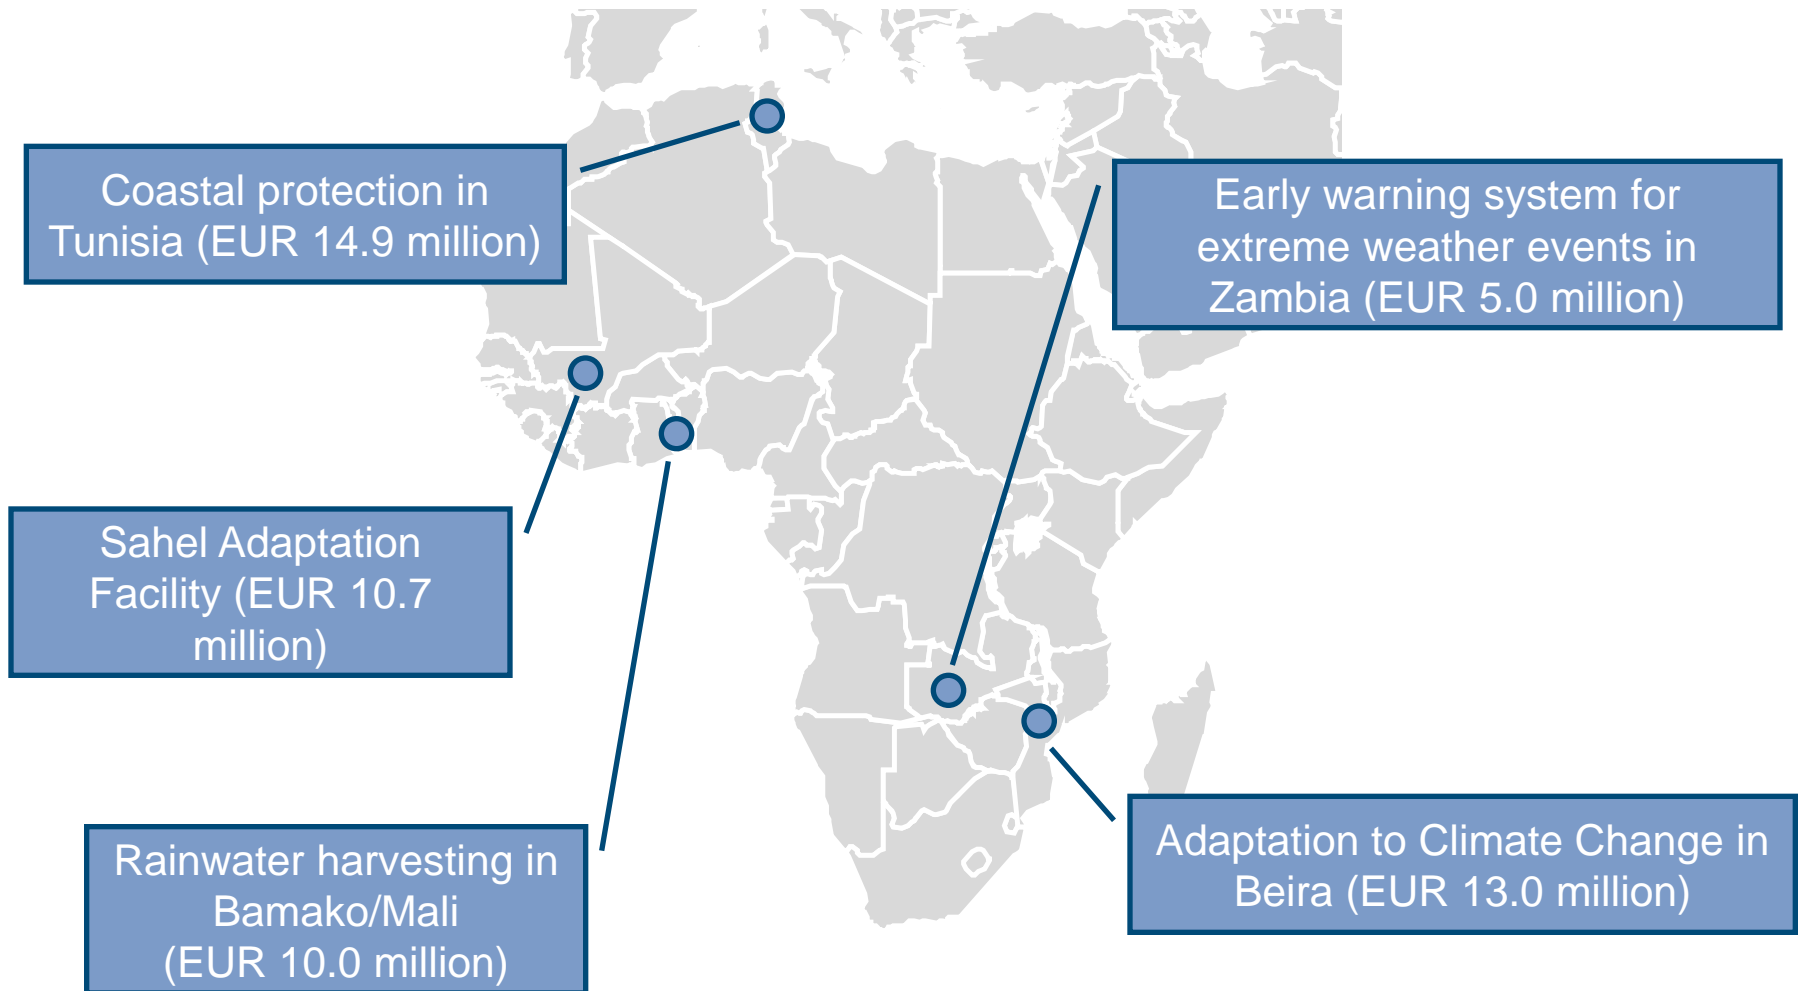 Coastal protection in
Tunisia (EUR 14.9 million)
Early warning system for
extreme weather events in
Zambia (EUR 5.0 million)
Sahel Adaptation
Facility (EUR 10.7
million)
Rainwater harvesting in
Bamako/Mali
(EUR 10.0 million)
Adaptation to Climate Change in
Beira (EUR 13.0 million)